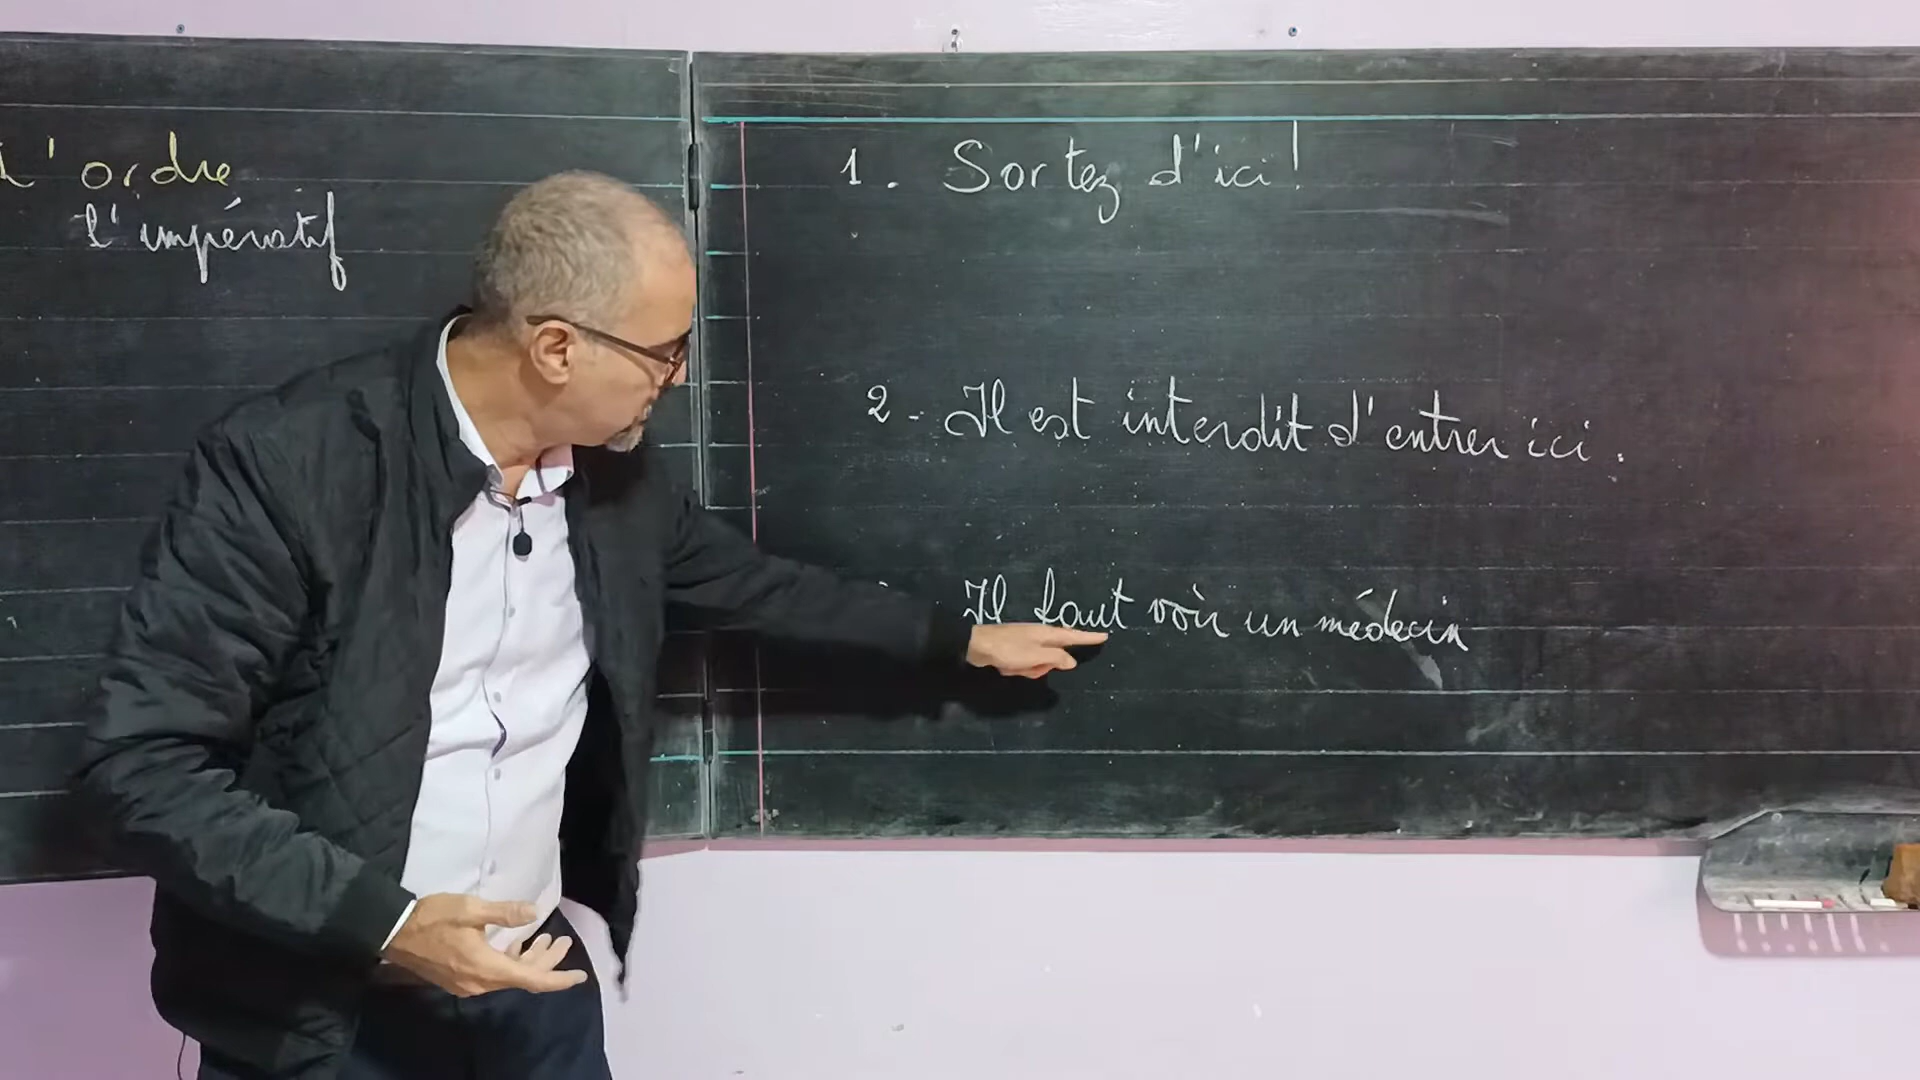 L'ordre
l'impératif
1. Sortez d'ici!
2 - Il est interdit d'entrer ici.
Il faut voir un médecin